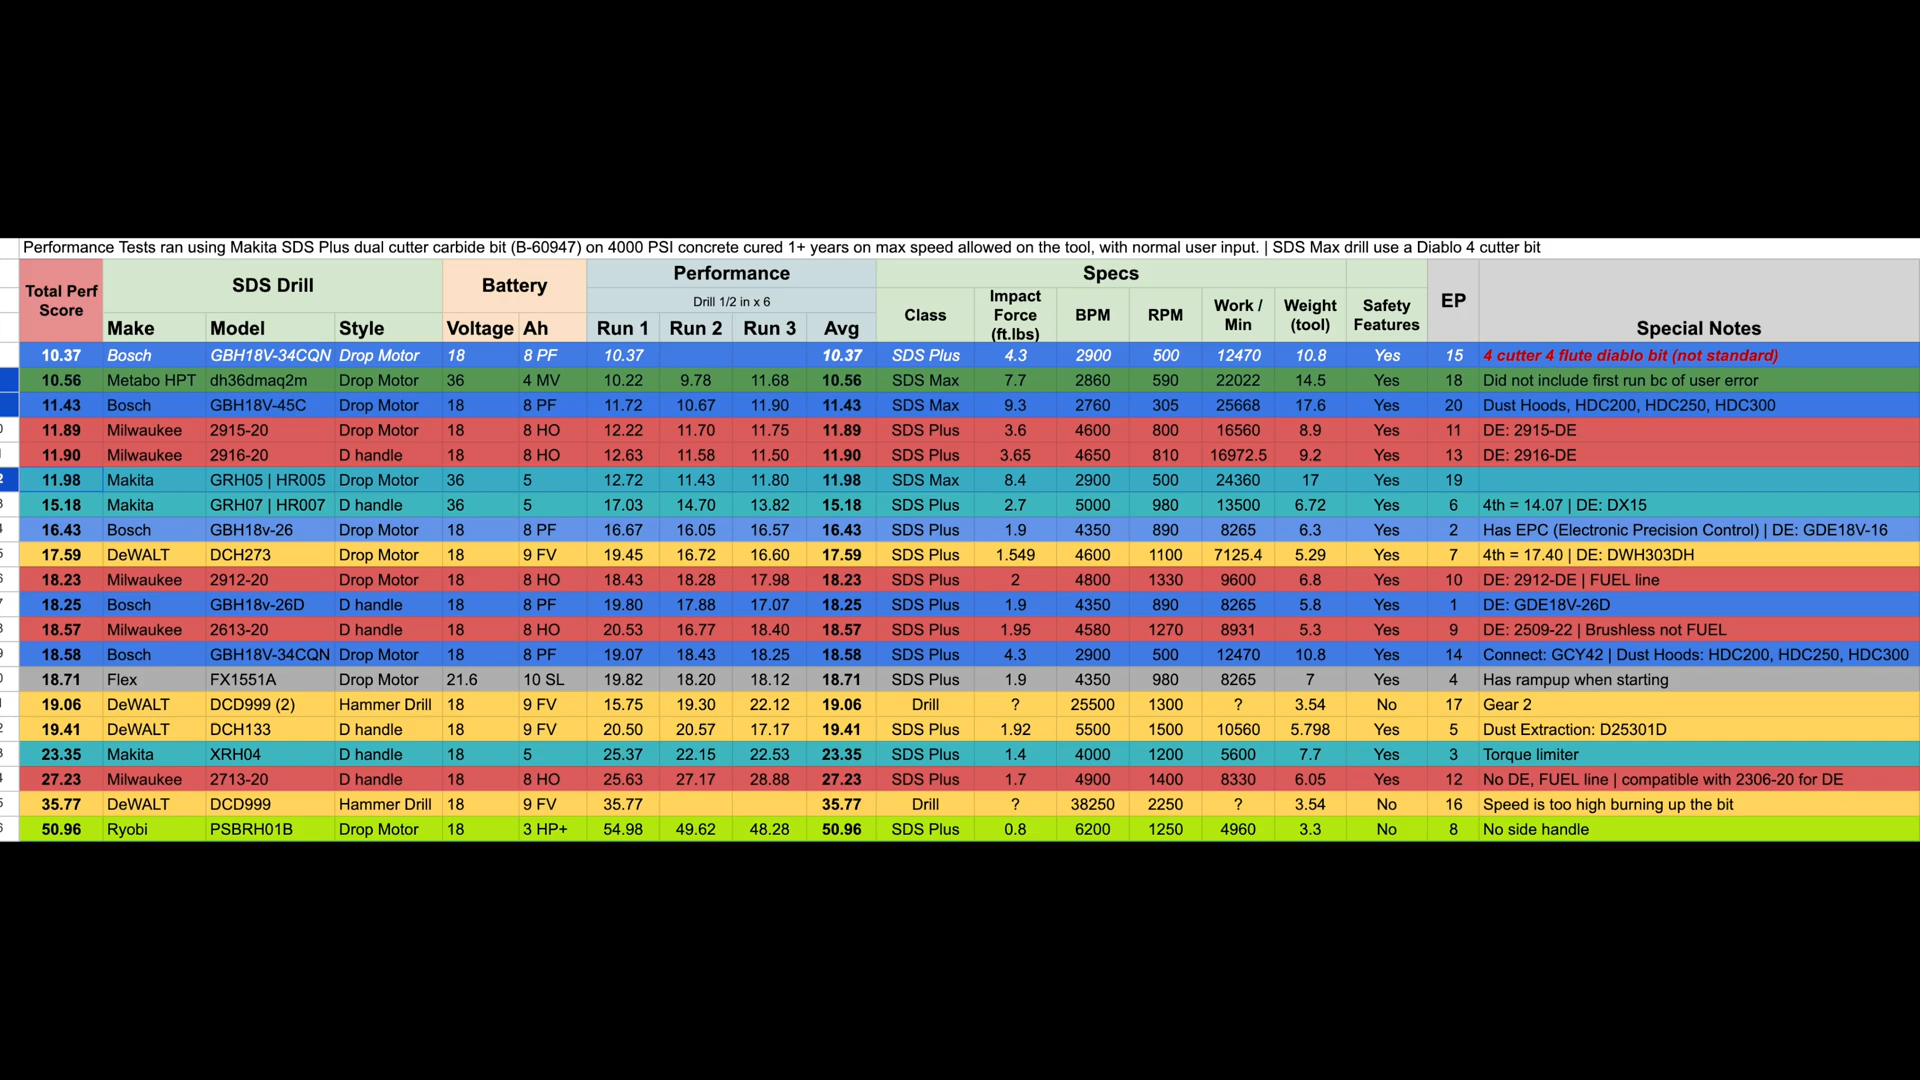 Performance Tests ran using Makita SDS Plus dual cutter carbide bit (B-60947) on 4000 PSI concrete cured 1+ years on max speed allowed on the tool, with normal user input. | SDS Max drill use a Diablo 4 cutter bit
Total Perf Score SDS Drill Battery Performance Specs EP Special Notes
Drill 1/2 in x 6
Make Model Style Voltage Ah Run 1 Run 2 Run 3 Avg Class Impact Force (ft.lbs) BPM RPM Work / Min Weight (tool) Safety Features
10.37 Bosch GBH18V-34CQN Drop Motor 18 8 PF 10.37 10.37 SDS Plus 4.3 2900 500 12470 10.8 Yes 15 4 cutter 4 flute diablo bit (not standard)
10.56 Metabo HPT dh36dmaq2m Drop Motor 36 4 MV 10.22 9.78 11.68 10.56 SDS Max 7.7 2860 590 22022 14.5 Yes 18 Did not include first run bc of user error
11.43 Bosch GBH18V-45C Drop Motor 18 8 PF 11.72 10.67 11.90 11.43 SDS Max 9.3 2760 305 25668 17.6 Yes 20 Dust Hoods, HDC200, HDC250, HDC300
11.89 Milwaukee 2915-20 Drop Motor 18 8 HO 12.22 11.70 11.75 11.89 SDS Plus 3.6 4600 800 16560 8.9 Yes 11 DE: 2915-DE
11.90 Milwaukee 2916-20 D handle 18 8 HO 12.63 11.58 11.50 11.90 SDS Plus 3.65 4650 810 16972.5 9.2 Yes 13 DE: 2916-DE
11.98 Makita GRH05 | HR005 Drop Motor 36 5 12.72 11.43 11.80 11.98 SDS Max 8.4 2900 500 24360 17 Yes 19
15.18 Makita GRH07 | HR007 D handle 36 5 17.03 14.70 13.82 15.18 SDS Plus 2.7 5000 980 13500 6.72 Yes 6 4th = 14.07 | DE: DX15
16.43 Bosch GBH18v-26 Drop Motor 18 8 PF 16.67 16.05 16.57 16.43 SDS Plus 1.9 4350 890 8265 6.3 Yes 2 Has EPC (Electronic Precision Control) | DE: GDE18V-16
17.59 DeWALT DCH273 Drop Motor 18 9 FV 19.45 16.72 16.60 17.59 SDS Plus 1.549 4600 1100 7125.4 5.29 Yes 7 4th = 17.40 | DE: DWH303DH
18.23 Milwaukee 2912-20 Drop Motor 18 8 HO 18.43 18.28 17.98 18.23 SDS Plus 2 4800 1330 9600 6.8 Yes 10 DE: 2912-DE | FUEL line
18.25 Bosch GBH18v-26D D handle 18 8 PF 19.80 17.88 17.07 18.25 SDS Plus 1.9 4350 890 8265 5.8 Yes 1 DE: GDE18V-26D
18.57 Milwaukee 2613-20 D handle 18 8 HO 20.53 16.77 18.40 18.57 SDS Plus 1.95 4580 1270 8931 5.3 Yes 9 DE: 2509-22 | Brushless not FUEL
18.58 Bosch GBH18V-34CQN Drop Motor 18 8 PF 19.07 18.43 18.25 18.58 SDS Plus 4.3 2900 500 12470 10.8 Yes 14 Connect: GCY42 | Dust Hoods: HDC200, HDC250, HDC300
18.71 Flex FX1551A Drop Motor 21.6 10 SL 19.82 18.20 18.12 18.71 SDS Plus 1.9 4350 980 8265 7 Yes 4 Has rampup when starting
19.06 DeWALT DCD999 (2) Hammer Drill 18 9 FV 15.75 19.30 22.12 19.06 Drill ? 25500 1300 ? 3.54 No 17 Gear 2
19.41 DeWALT DCH133 D handle 18 9 FV 20.50 20.57 17.17 19.41 SDS Plus 1.92 5500 1500 10560 5.798 Yes 5 Dust Extraction: D25301D
23.35 Makita XRH04 D handle 18 5 25.37 22.15 22.53 23.35 SDS Plus 1.4 4000 1200 5600 7.7 Yes 3 Torque limiter
27.23 Milwaukee 2713-20 D handle 18 8 HO 25.63 27.17 28.88 27.23 SDS Plus 1.7 4900 1400 8330 6.05 Yes 12 No DE, FUEL line | compatible with 2306-20 for DE
35.77 DeWALT DCD999 Hammer Drill 18 9 FV 35.77 35.77 Drill ? 38250 2250 ? 3.54 No 16 Speed is too high burning up the bit
50.96 Ryobi PSBRH01B Drop Motor 18 3 HP+ 54.98 49.62 48.28 50.96 SDS Plus 0.8 6200 1250 4960 3.3 No 8 No side handle